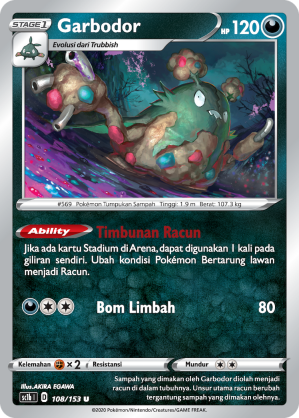 STAGE 1 Garbodor HP 120
Evolusi dari Trubbish
#569 Pokémon Tumpukan Sampah Tinggi: 1.9 m Berat: 107.3 kg
Ability Timbunan Racun
Jika ada kartu Stadium di Arena, dapat digunakan 1 kali pada
giliran sendiri. Ubah kondisi Pokémon Bertarung lawan
menjadi Racun.
Bom Limbah 80
Kelemahan ×2 Resistansi Mundur
Illus. AKIRA EGAWA
sc1b I D 108/153 U
Sampah yang dimakan oleh Garbodor diolah menjadi
racun di dalam tubuhnya. Unsur utama racun berubah
tergantung sampah yang dimakan olehnya.
©2020 Pokémon/Nintendo/Creatures/GAME FREAK.